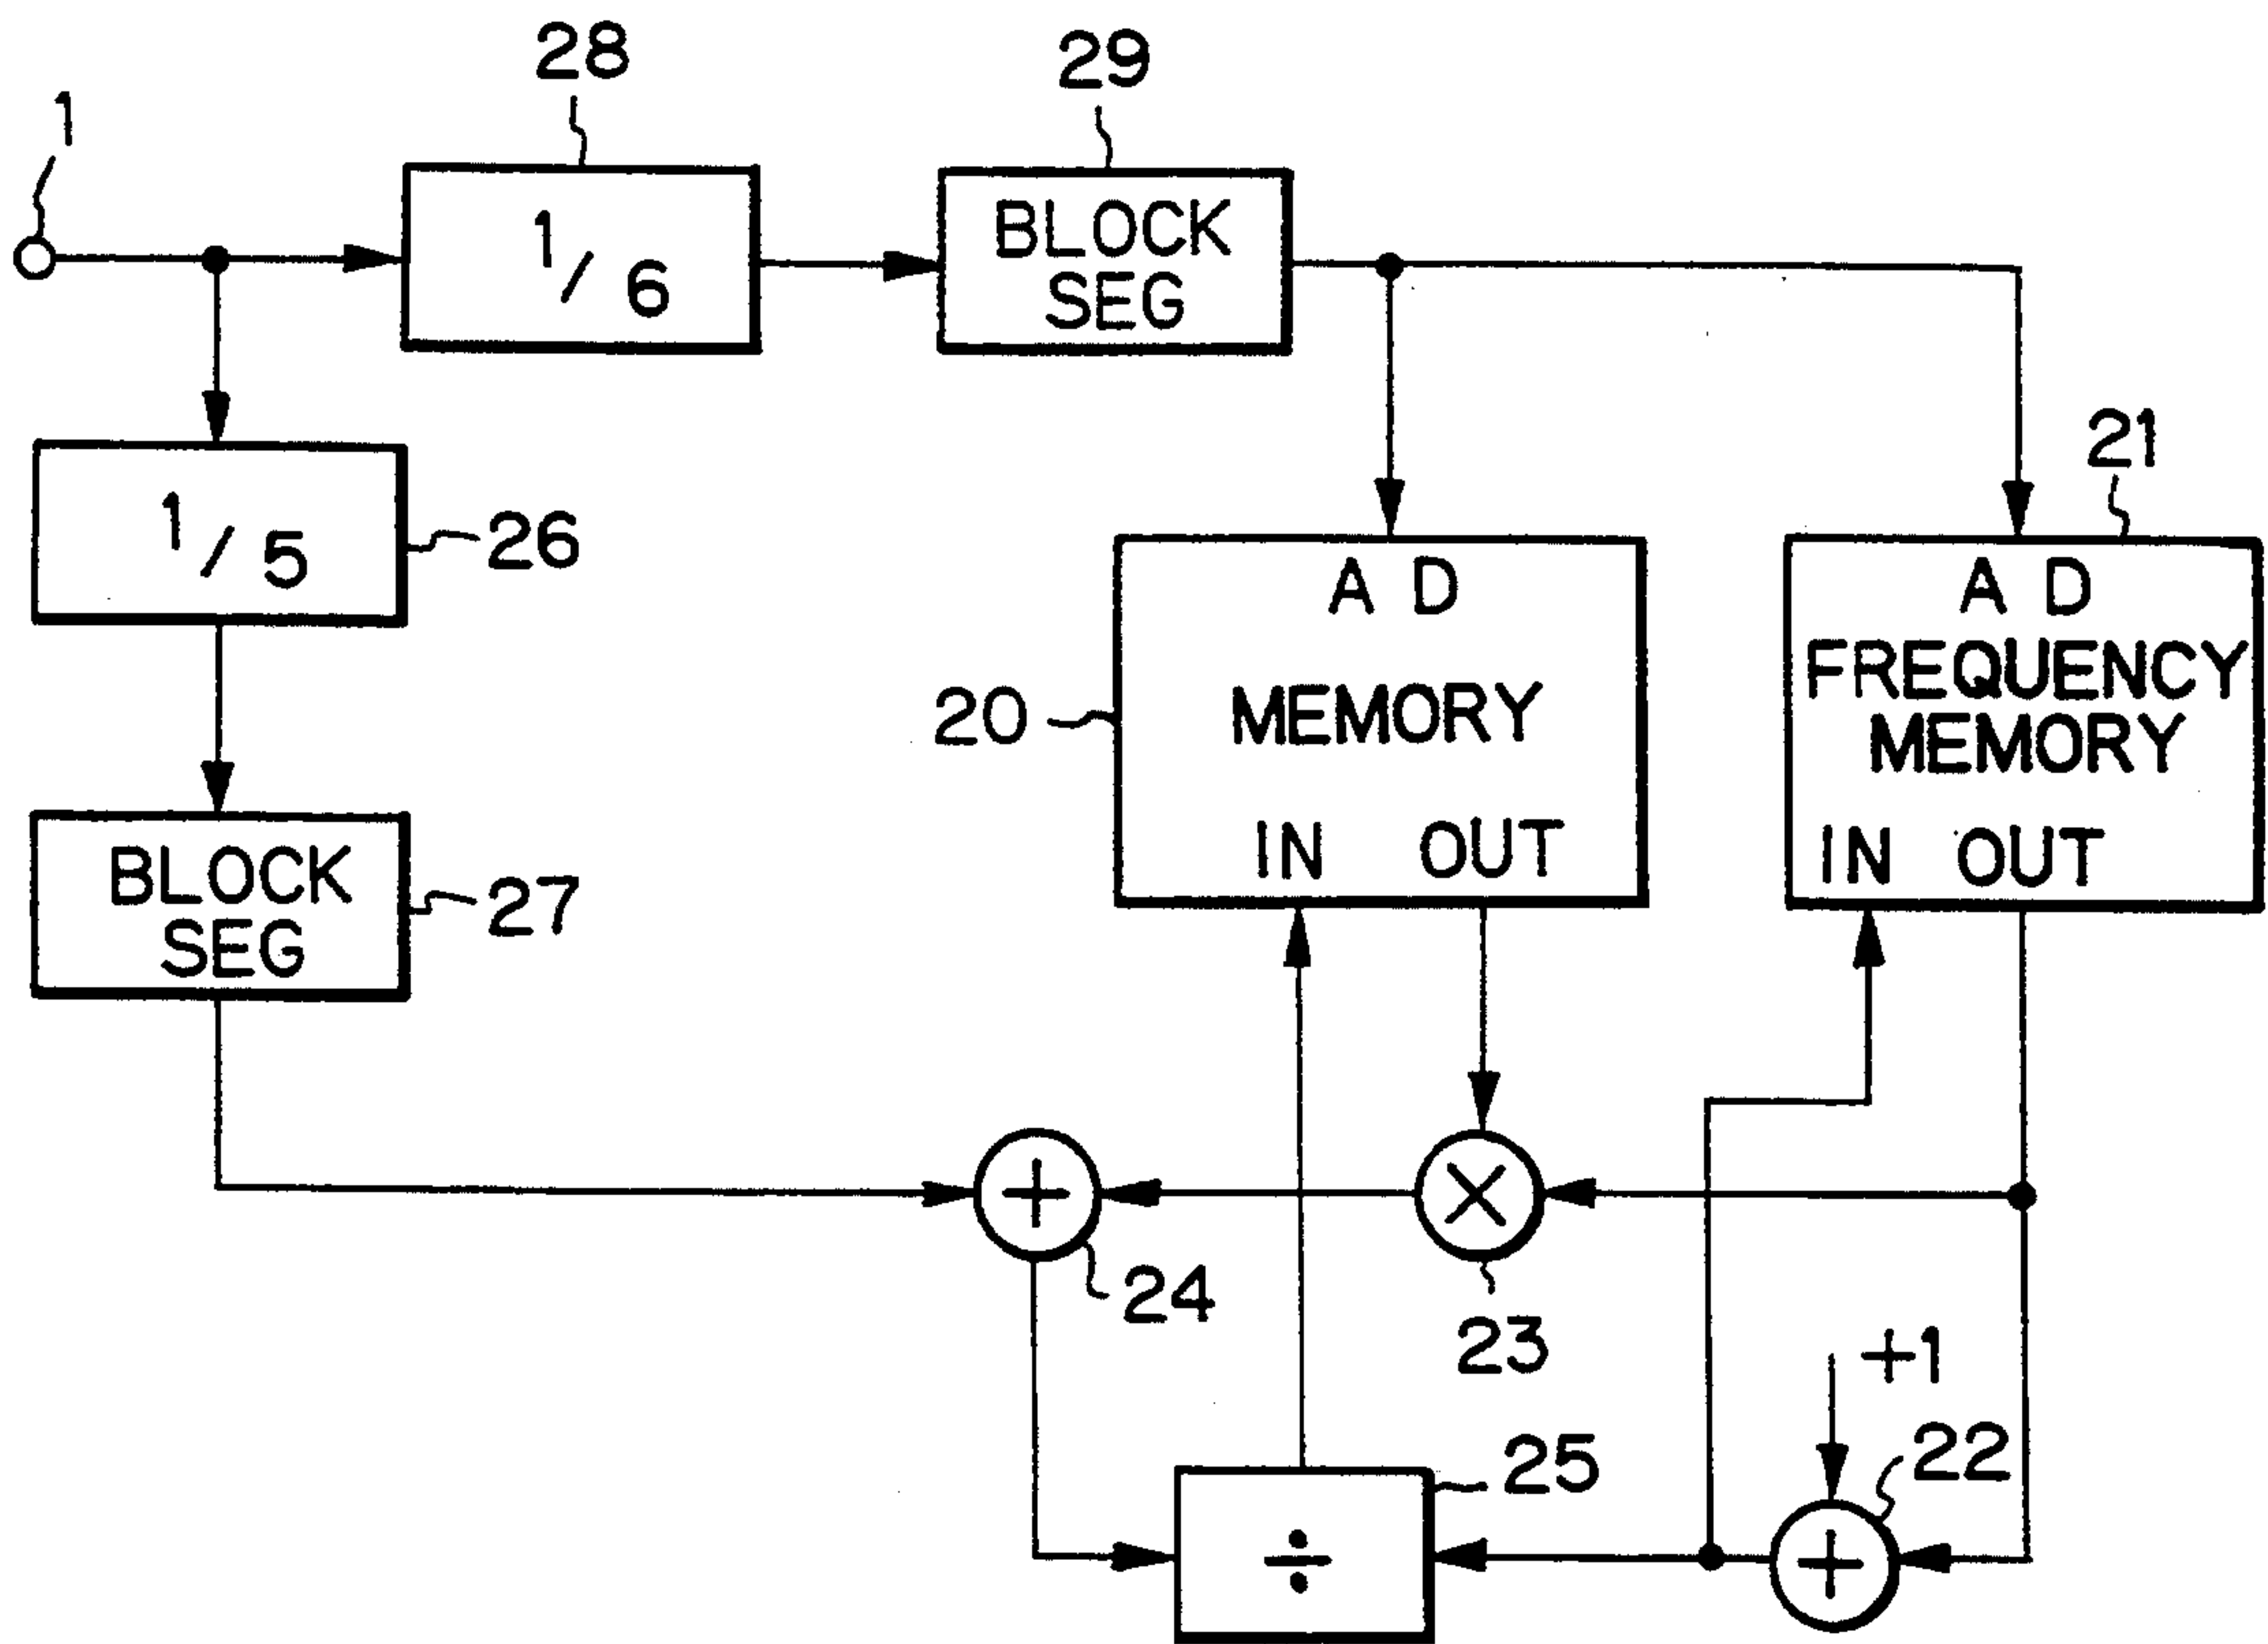 28
29
1
1/6
BLOCK
SEG
21
1/5
26
A D
MEMORY
IN OUT
20
A D
FREQUENCY
MEMORY
IN OUT
BLOCK
SEG
27
+
24
×
23
+1
22
25
÷
+